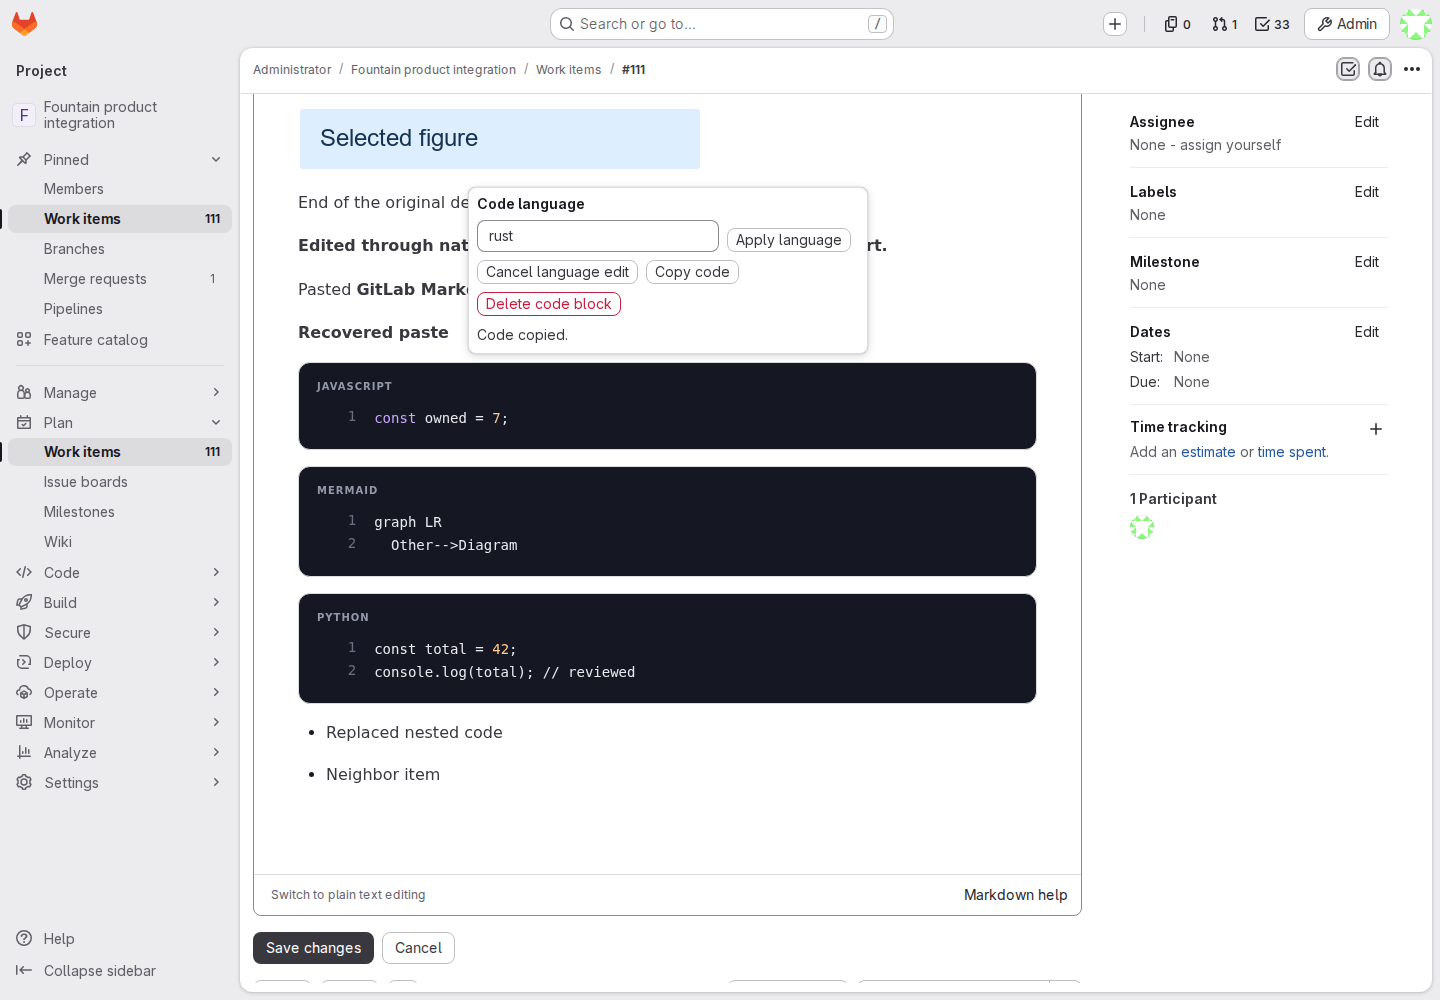 Search or go to...
/
0
1
33
Admin
Project
F
Fountain product integration
Pinned
Members
Work items
111
Branches
Merge requests
1
Pipelines
Feature catalog
Manage
Plan
Work items
111
Issue boards
Milestones
Wiki
Code
Build
Secure
Deploy
Operate
Monitor
Analyze
Settings
Help
Collapse sidebar
Administrator / Fountain product integration / Work items / #111
Selected figure
End of the original de
Edited through nat
rt.
Pasted GitLab Mark
Recovered paste
Code language
rust
Apply language
Cancel language edit
Copy code
Delete code block
Code copied.
JAVASCRIPT
1 const owned = 7;
MERMAID
1 graph LR
2 Other-->Diagram
PYTHON
1 const total = 42;
2 console.log(total); // reviewed
• Replaced nested code
• Neighbor item
Switch to plain text editing
Markdown help
Save changes
Cancel
Assignee
Edit
None - assign yourself
Labels
Edit
None
Milestone
Edit
None
Dates
Edit
Start: None
Due: None
Time tracking
Add an estimate or time spent.
1 Participant